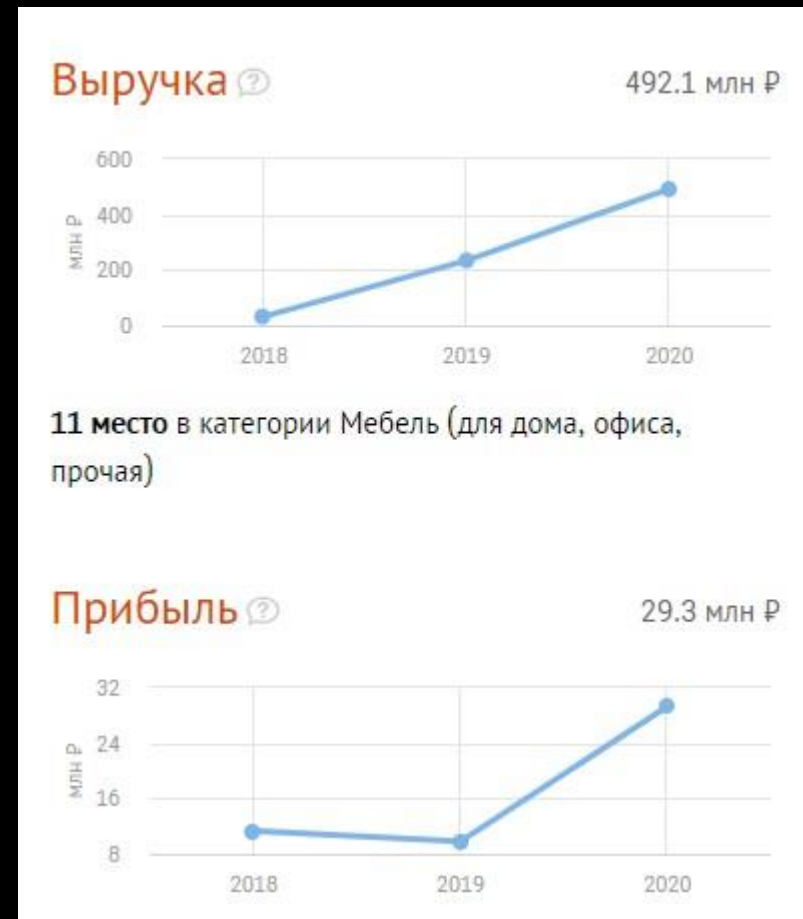 Выручка ?
492.1 млн ₽
600
400
200
0
млн ₽
2018 2019 2020
11 место в категории Мебель (для дома, офиса,
прочая)
Прибыль ?
29.3 млн ₽
32
24
16
8
млн ₽
2018 2019 2020